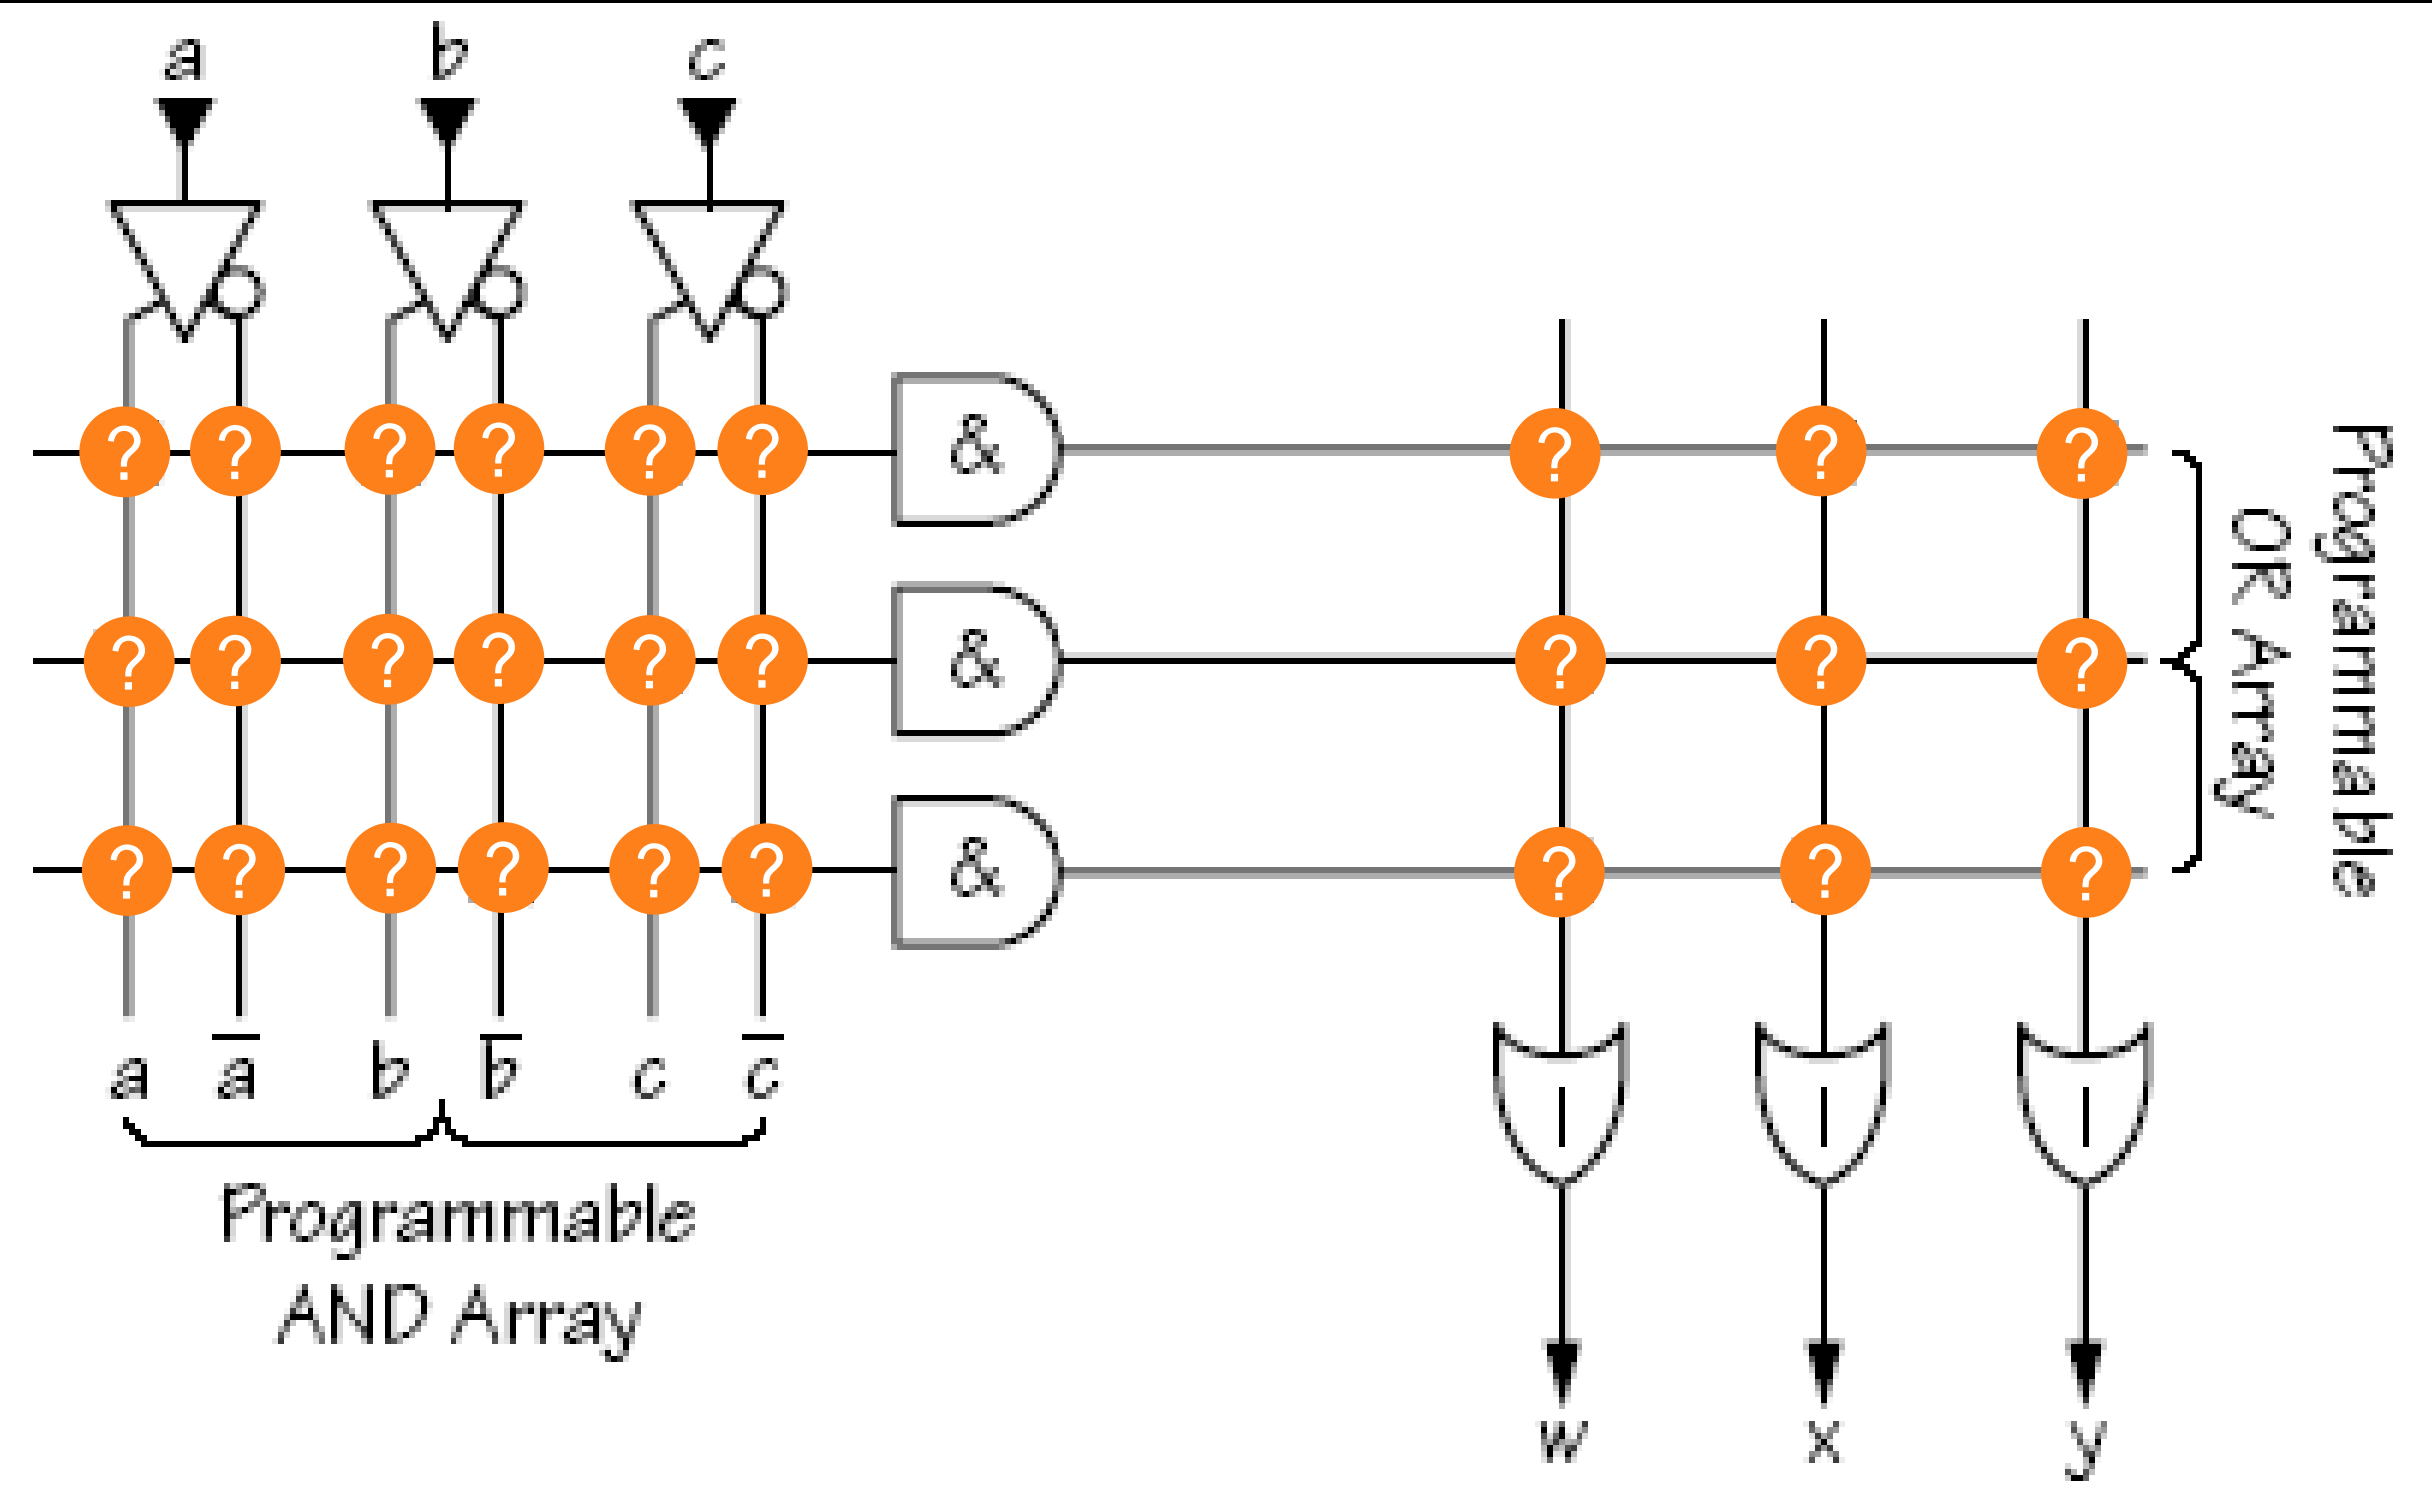 a b c
? ? ? ? ? ? & ? ? ?
? ? ? ? ? ? & ? ? ?
? ? ? ? ? ? & ? ? ?
Programmable
OR Array
a a̅ b b̅ c c̅
| | |
Programmable
AND Array
w x y